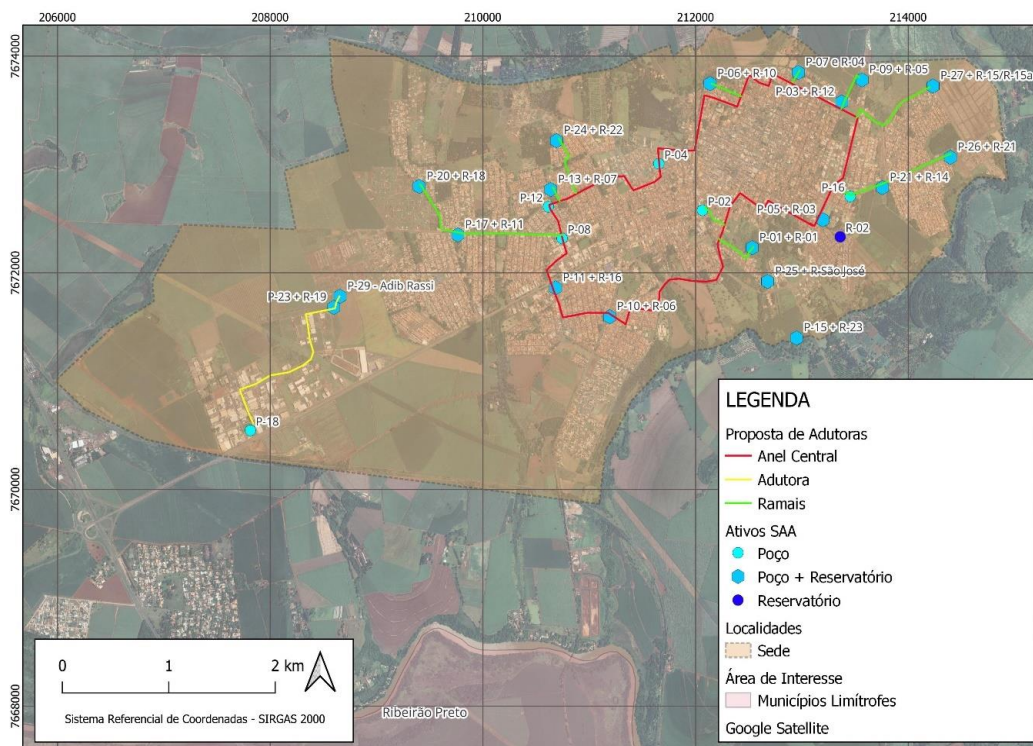 206000
208000
210000
212000
214000
7674000
7672000
7670000
7668000
P-07 e R-04
P-06 + R-10
P-09 + R-05
P-03 + R-12
P-27 + R-15/R-15a
P-24 + R-22
P-04
P-26 + R-21
P-20 + R-18
P-13 + R-07
P-12
P-16
P-21 + R-14
P-02
P-05 + R-03
R-02
P-17 + R-11
P-08
P-01 + R-01
P-25 + R-São José
P-11 + R-16
P-29 - Adib Rassi
P-23 + R-19
P-10 + R-06
P-15 + R-23
P-18
LEGENDA
Proposta de Adutoras
Anel Central
Adutora
Ramais
Ativos SAA
Poço
Poço + Reservatório
Reservatório
Localidades
Sede
Área de Interesse
Municípios Limítrofes
Google Satellite
0 1 2 km
Sistema Referencial de Coordenadas - SIRGAS 2000
Ribeirão Preto